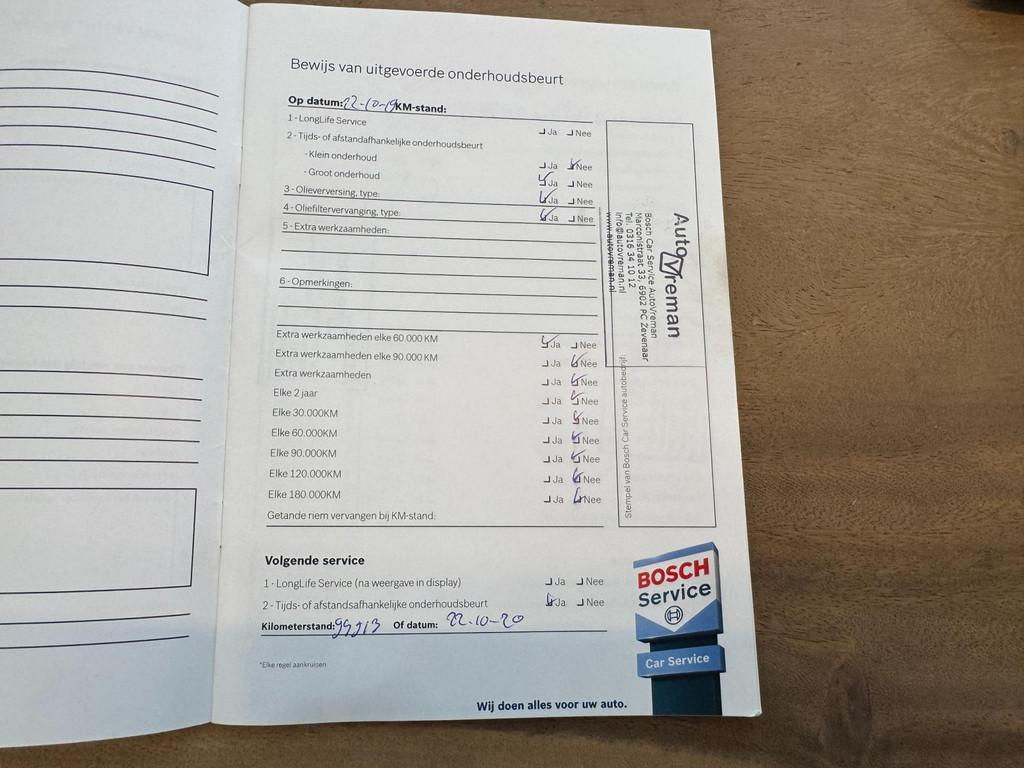 Bewijs van uitgevoerde onderhoudsbeurt
Op datum: 22-10-19 KM-stand:
1 - LongLife Service Ja Nee
2 - Tijds- of afstandafhankelijke onderhoudsbeurt
- Klein onderhoud Ja Nee
- Groot onderhoud Ja Nee
3 - Olieverversing, type: Ja Nee
4 - Oliefiltervervanging, type: Ja Nee
5 - Extra werkzaamheden:
6 - Opmerkingen:
Extra werkzaamheden elke 60.000 KM Ja Nee
Extra werkzaamheden elke 90.000 KM Ja Nee
Extra werkzaamheden Ja Nee
Elke 2 jaar Ja Nee
Elke 30.000KM Ja Nee
Elke 60.000KM Ja Nee
Elke 90.000KM Ja Nee
Elke 120.000KM Ja Nee
Elke 180.000KM Ja Nee
Getande riem vervangen bij KM-stand:
AutoVreman
Bosch Car Service AutoVreman
Marconistraat 33, 6902 PC Zevenaar
Tel. 0316 34 10 12
info@autovreman.nl
www.autovreman.nl
Stempel van Bosch Car Service autobedrijf:
Volgende service
1 - LongLife Service (na weergave in display) Ja Nee
2 - Tijds- of afstandsafhankelijke onderhoudsbeurt Ja Nee
Kilometerstand: Of datum: 22-10-20
*Elke regel aankruisen
BOSCH
Service
Car Service
Wij doen alles voor uw auto.